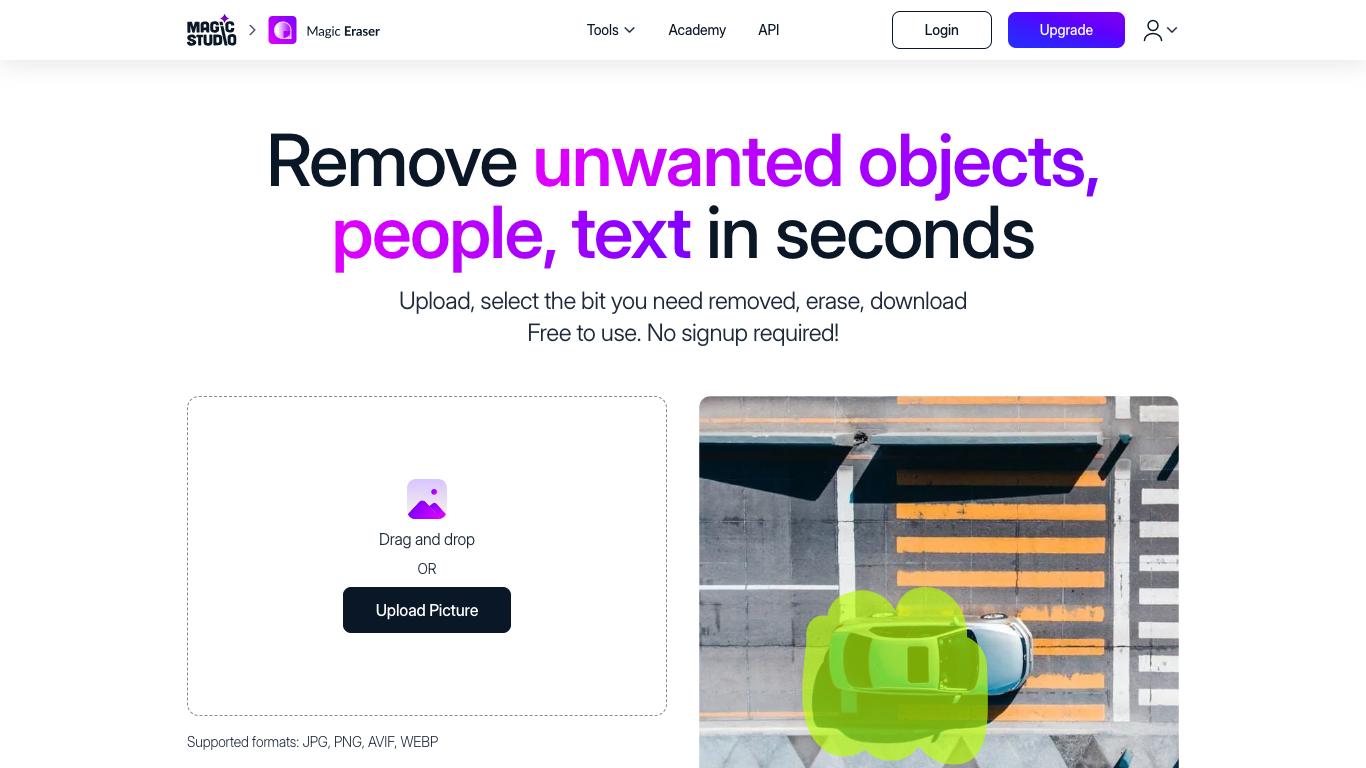 MAGIC
STUDIO
Magic Eraser
Tools
Academy
API
Login
Upgrade
Remove unwanted objects,
people, text in seconds
Upload, select the bit you need removed, erase, download
Free to use. No signup required!
Drag and drop
OR
Upload Picture
Supported formats: JPG, PNG, AVIF, WEBP